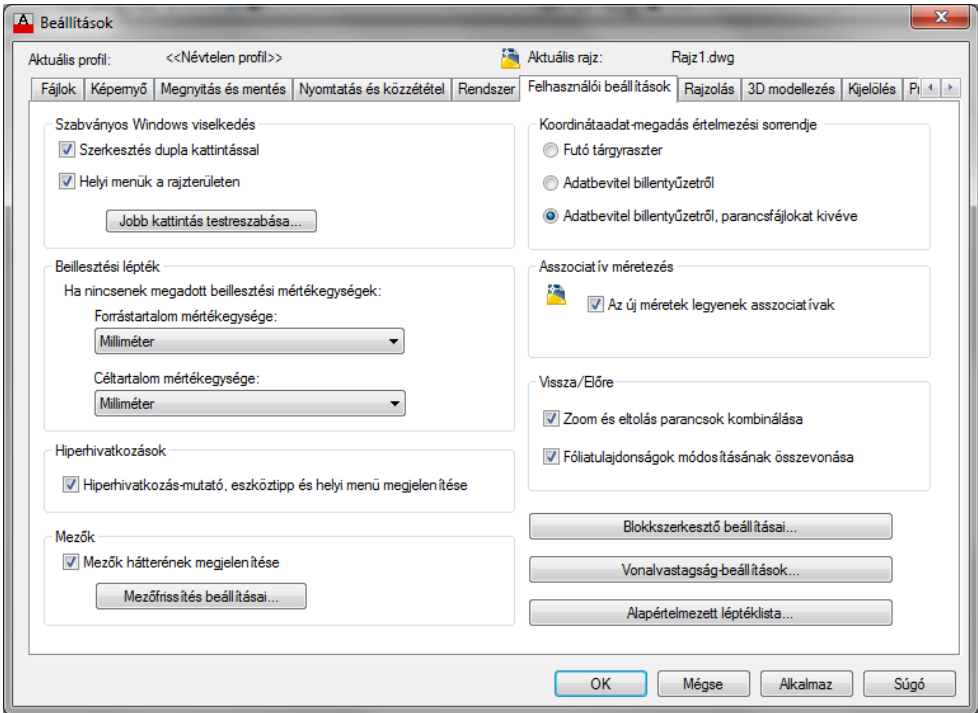 Beállítások
Aktuális profil: <<Névtelen profil>> Aktuális rajz: Rajz1.dwg
Fájlok Képernyő Megnyitás és mentés Nyomtatás és közzététel Rendszer Felhasználói beállítások Rajzolás 3D modellezés Kijelölés
Szabványos Windows viselkedés
Szerkesztés dupla kattintással
Helyi menük a rajzterületen
Jobb kattintás testreszabása...
Beillesztési lépték
Ha nincsenek megadott beillesztési mértékegységek:
Forrástartalom mértékegysége:
Milliméter
Céltartalom mértékegysége:
Milliméter
Hiperhivatkozások
Hiperhivatkozás-mutató, eszköztipp és helyi menü megjelenítése
Mezők
Mezők hátterének megjelenítése
Mezőfrissítés beállításai...
Koordinátaadat-megadás értelmezési sorrendje
Futó tárgyraszter
Adatbevitel billentyűzetről
Adatbevitel billentyűzetről, parancsfájlokat kivéve
Asszociatív méretezés
Az új méretek legyenek asszociatívak
Vissza/Előre
Zoom és eltolás parancsok kombinálása
Fóliatulajdonságok módosításának összevonása
Blokkszerkesztő beállításai...
Vonalvastagság-beállítások...
Alapértelmezett léptéklista...
OK Mégse Alkalmaz Súgó